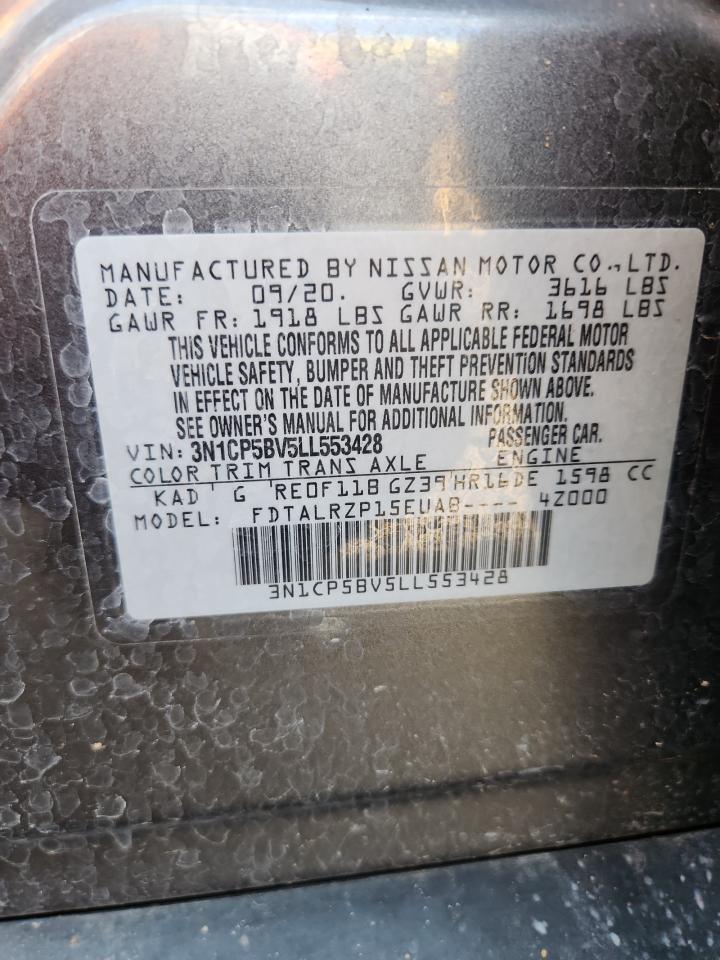 MANUFACTURED BY NISSAN MOTOR CO.,LTD.
DATE: 09/20. GVWR: 3616 LBS
GAWR FR: 1918 LBS GAWR RR: 1698 LBS
THIS VEHICLE CONFORMS TO ALL APPLICABLE FEDERAL MOTOR
VEHICLE SAFETY, BUMPER AND THEFT PREVENTION STANDARDS
IN EFFECT ON THE DATE OF MANUFACTURE SHOWN ABOVE.
SEE OWNER'S MANUAL FOR ADDITIONAL INFORMATION.
VIN: 3N1CP5BV5LL553428 PASSENGER CAR.
COLOR TRIM TRANS AXLE ENGINE
KAD G RE0F11B GZ39 HR16DE 1598 CC
MODEL: FDTALRZP15EUAB---- 4Z000
3N1CP5BV5LL553428